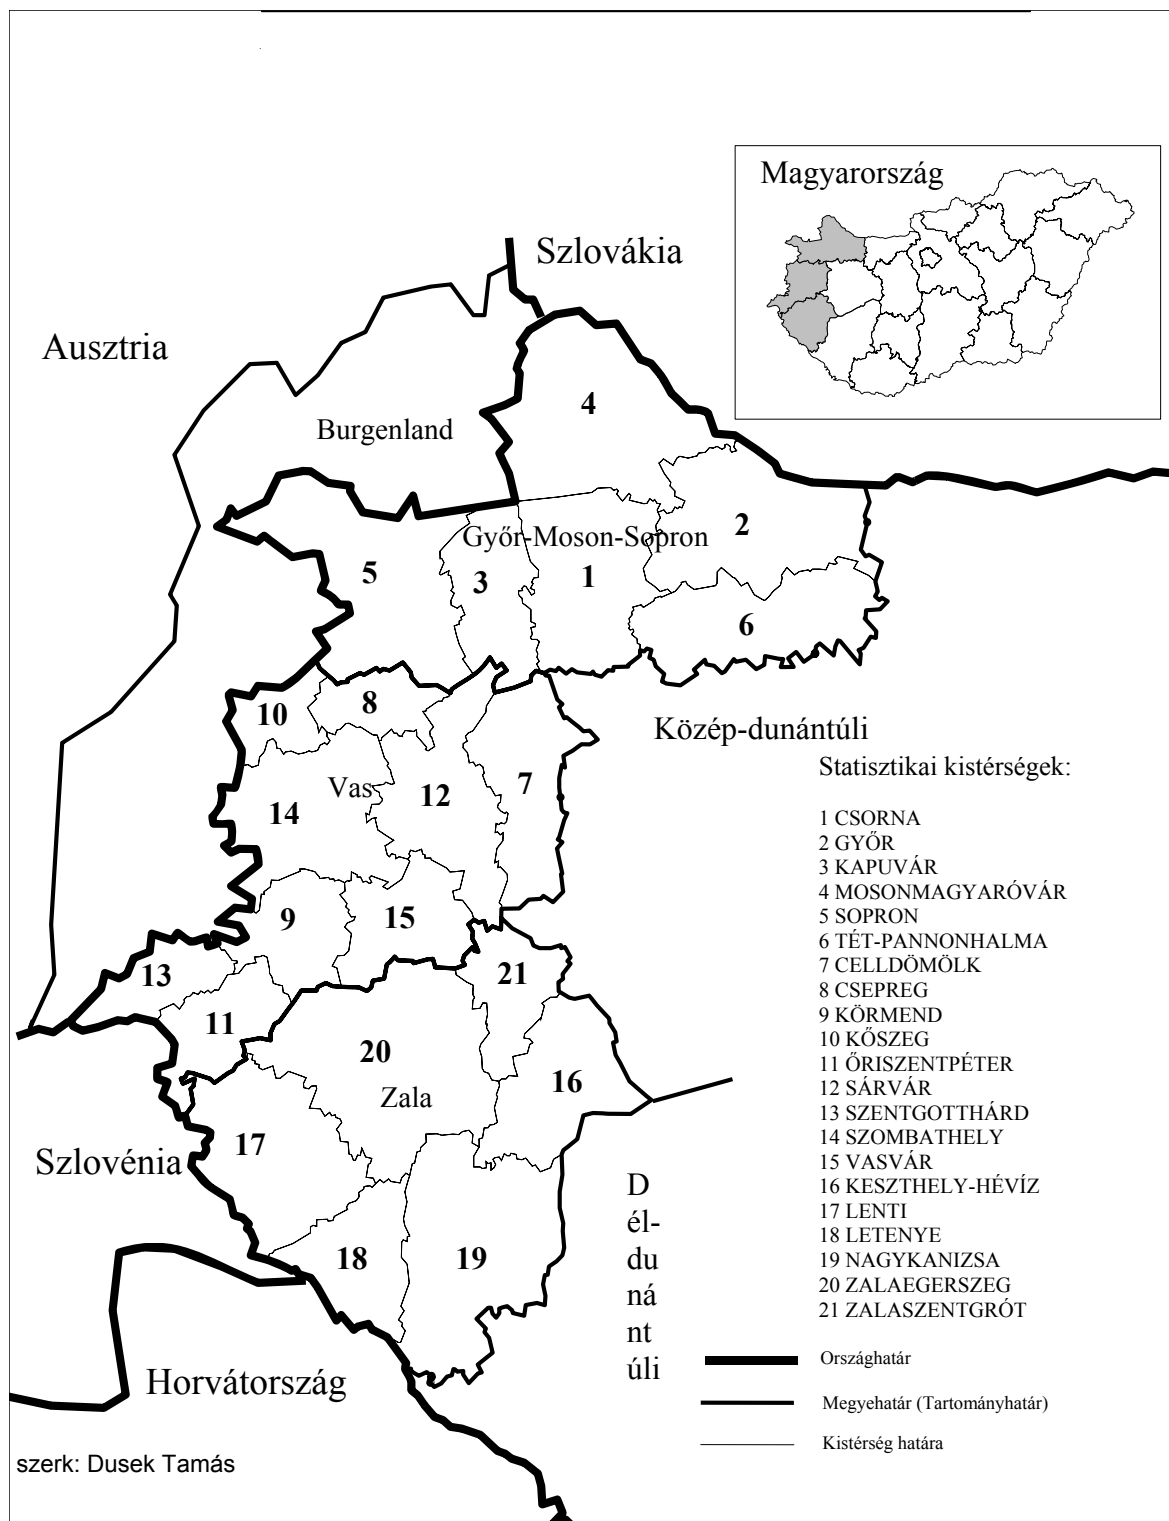 Magyarország
Szlovákia
Ausztria
4
Burgenland
2
Győr-Moson-Sopron
5
3
1
6
8
10
Közép-dunántúli
7
12
Vas
14
9
15
13
21
11
20
16
Zala
17
Szlovénia
18
19
D
él-
du
ná
nt
úli
Horvátország
Statisztikai kistérségek:
1 CSORNA
2 GYŐR
3 KAPUVÁR
4 MOSONMAGYARÓVÁR
5 SOPRON
6 TÉT-PANNONHALMA
7 CELLDÖMÖLK
8 CSEPREG
9 KÖRMEND
10 KŐSZEG
11 ŐRISZENTPÉTER
12 SÁRVÁR
13 SZENTGOTTHÁRD
14 SZOMBATHELY
15 VASVÁR
16 KESZTHELY-HÉVÍZ
17 LENTI
18 LETENYE
19 NAGYKANIZSA
20 ZALAEGERSZEG
21 ZALASZENTGRÓT
Országhatár
Megyehatár (Tartományhatár)
Kistérség határa
szerk: Dusek Tamás